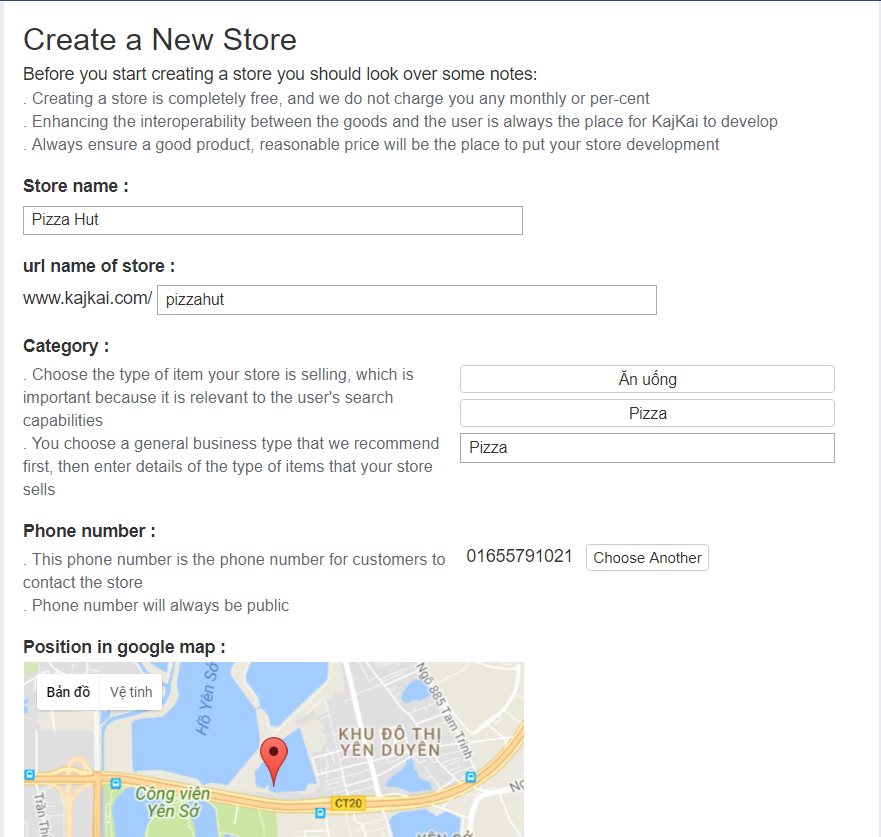 Create a New Store
Before you start creating a store you should look over some notes:
. Creating a store is completely free, and we do not charge you any monthly or per-cent
. Enhancing the interoperability between the goods and the user is always the place for KajKai to develop
. Always ensure a good product, reasonable price will be the place to put your store development
Store name :
Pizza Hut
url name of store :
www.kajkai.com/ pizzahut
Category :
. Choose the type of item your store is selling, which is
important because it is relevant to the user's search
capabilities
. You choose a general business type that we recommend
first, then enter details of the type of items that your store
sells
Ăn uống
Pizza
Pizza
Phone number :
. This phone number is the phone number for customers to
contact the store
. Phone number will always be public
01655791021 Choose Another
Position in google map :
Bản đồ Vệ tinh
Hồ Yên Sở
Ngõ 885 Tam Trinh
KHU ĐÔ THỊ
YÊN DUYÊN
Công viên
Yên Sở
CT20
YÊN SỞ